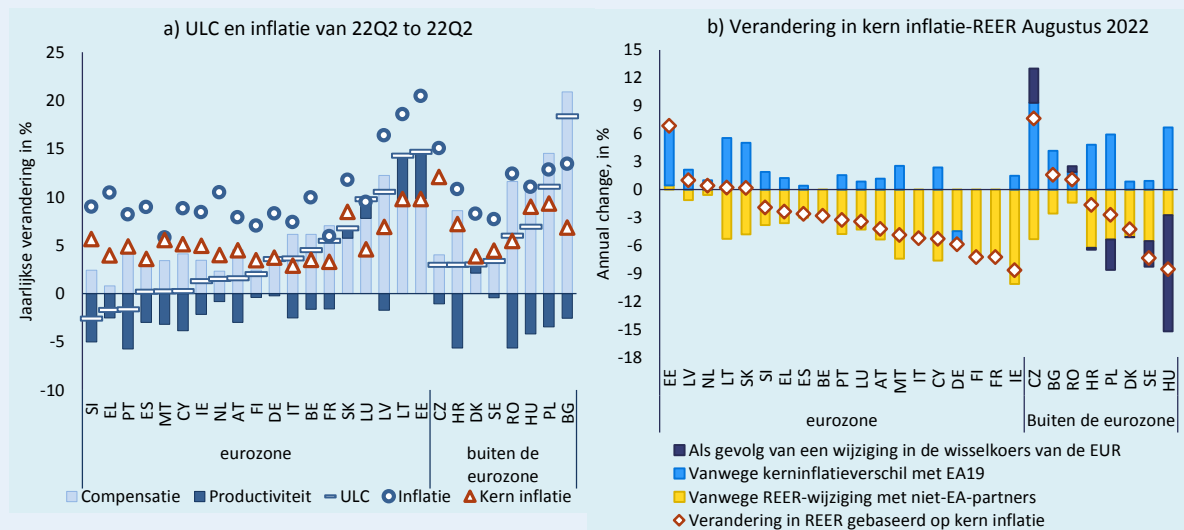 a) ULC en inflatie van 22Q2 to 22Q2
Jaarlijkse verandering in %
25
20
15
10
5
0
-5
-10
SI EL PT ES MT CY IE NL AT FI DE IT BE FR SK LU LV LT EE CZ HR DK SE RO HU PL BG
eurozone
buiten de
eurozone
Compensatie
Productiviteit
ULC
Inflatie
Kern inflatie
b) Verandering in kern inflatie-REER Augustus 2022
Annual change, in %
15
12
9
6
3
0
-3
-6
-9
-12
-15
-18
EE LV NL LT SK SI EL ES BE PT LU AT MT IT CY DE FI FR IE CZ BG RO HR PL DK SE HU
eurozone
Buiten de eurozone
Als gevolg van een wijziging in de wisselkoers van de EUR
Vanwege kerninflatieverschil met EA19
Vanwege REER-wijziging met niet-EA-partners
Verandering in REER gebaseerd op kern inflatie